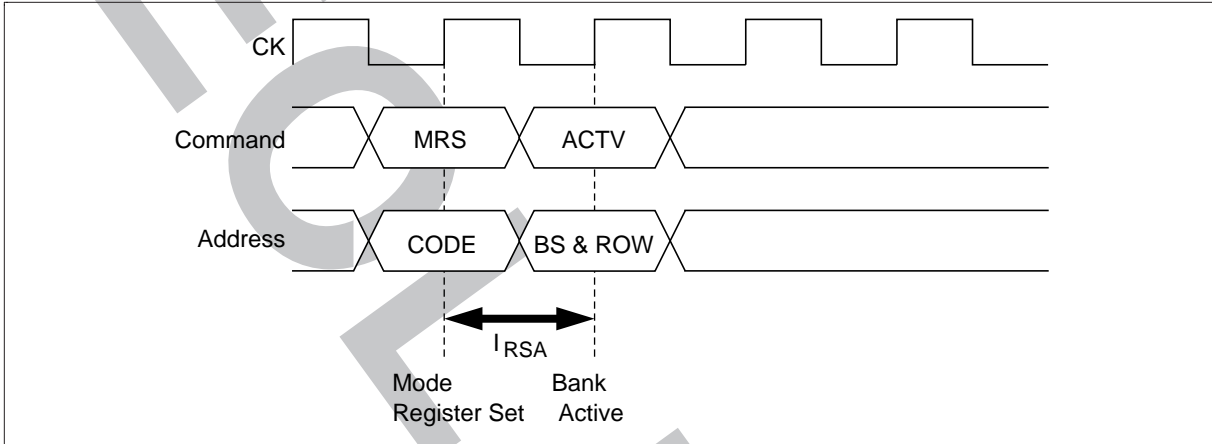 CK
Command MRS ACTV
Address CODE BS & ROW
I RSA
Mode Bank
Register Set Active